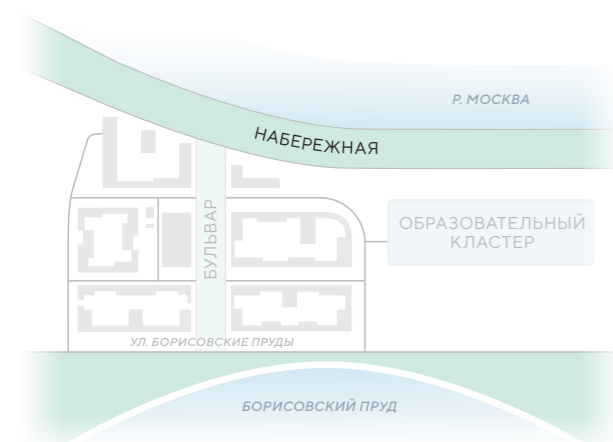 Р. МОСКВА
НАБЕРЕЖНАЯ
БУЛЬВАР
ОБРАЗОВАТЕЛЬНЫЙ
КЛАСТЕР
УЛ. БОРИСОВСКИЕ ПРУДЫ
БОРИСОВСКИЙ ПРУД